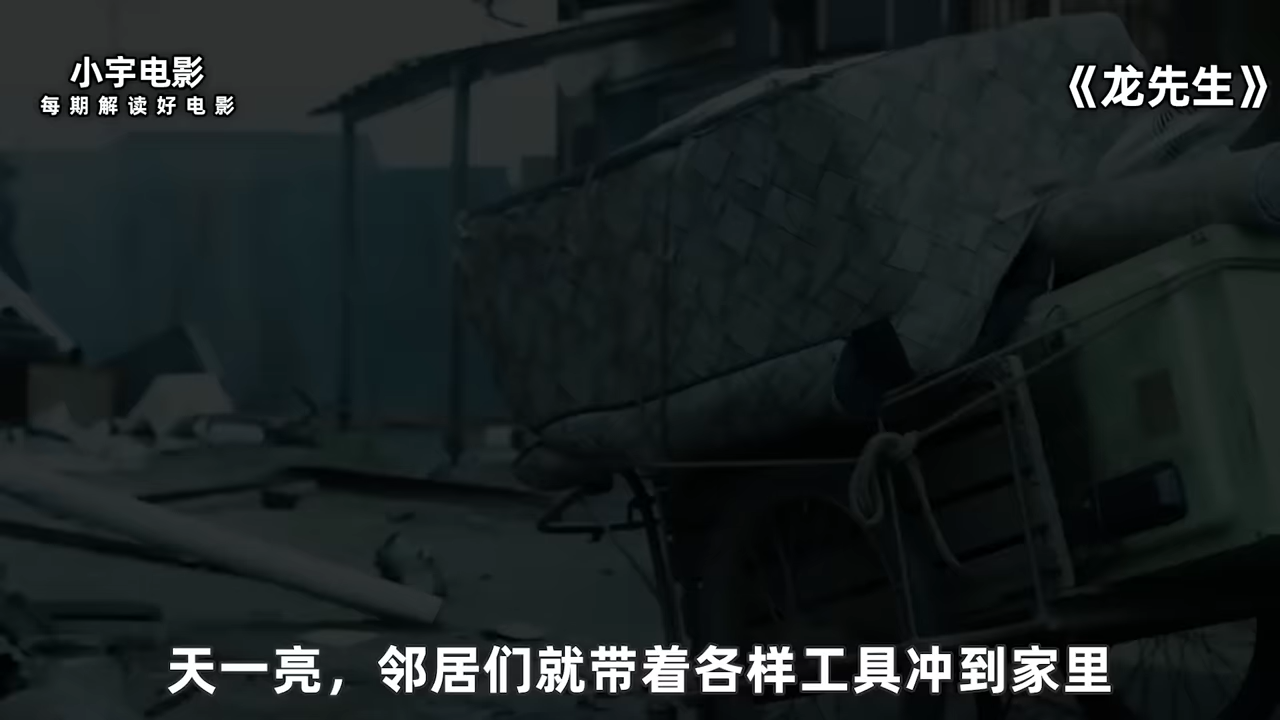 小宇电影
每期解读好电影
《龙先生》
天一亮，邻居们就带着各样工具冲到家里